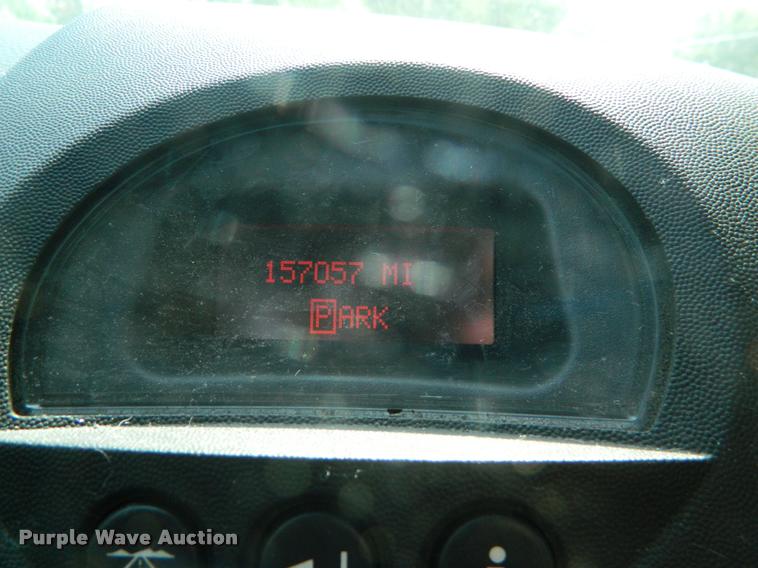 157057 MI
PARK
Purple Wave Auction